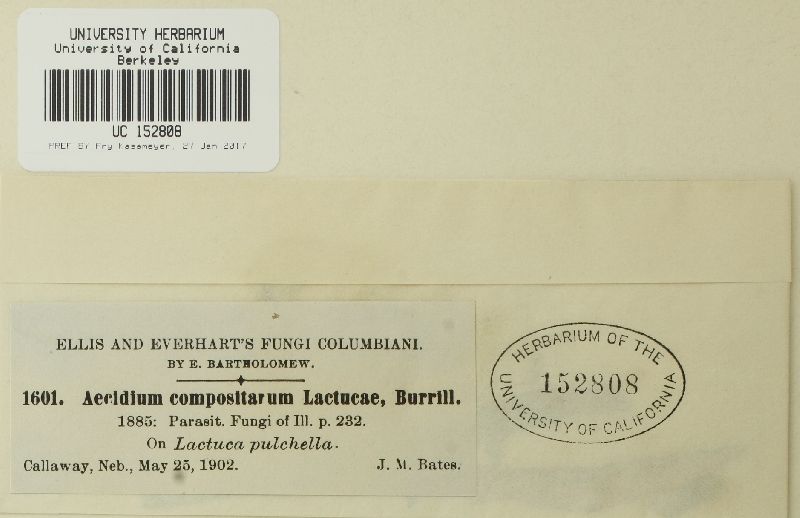 UNIVERSITY HERBARIUM
University of California
Berkeley
UC 152808
PREP BY Pry Kasameyer, 27 Jan 2017
ELLIS AND EVERHART'S FUNGI COLUMBIANI.
BY E. BARTHOLOMEW.
1601. Aecidium compositarum Lactucae, Burrill.
1885: Parasit. Fungi of Ill. p. 232.
On Lactuca pulchella.
Callaway, Neb., May 25, 1902. J. M. Bates.
HERBARIUM OF THE
152808
UNIVERSITY OF CALIFORNIA